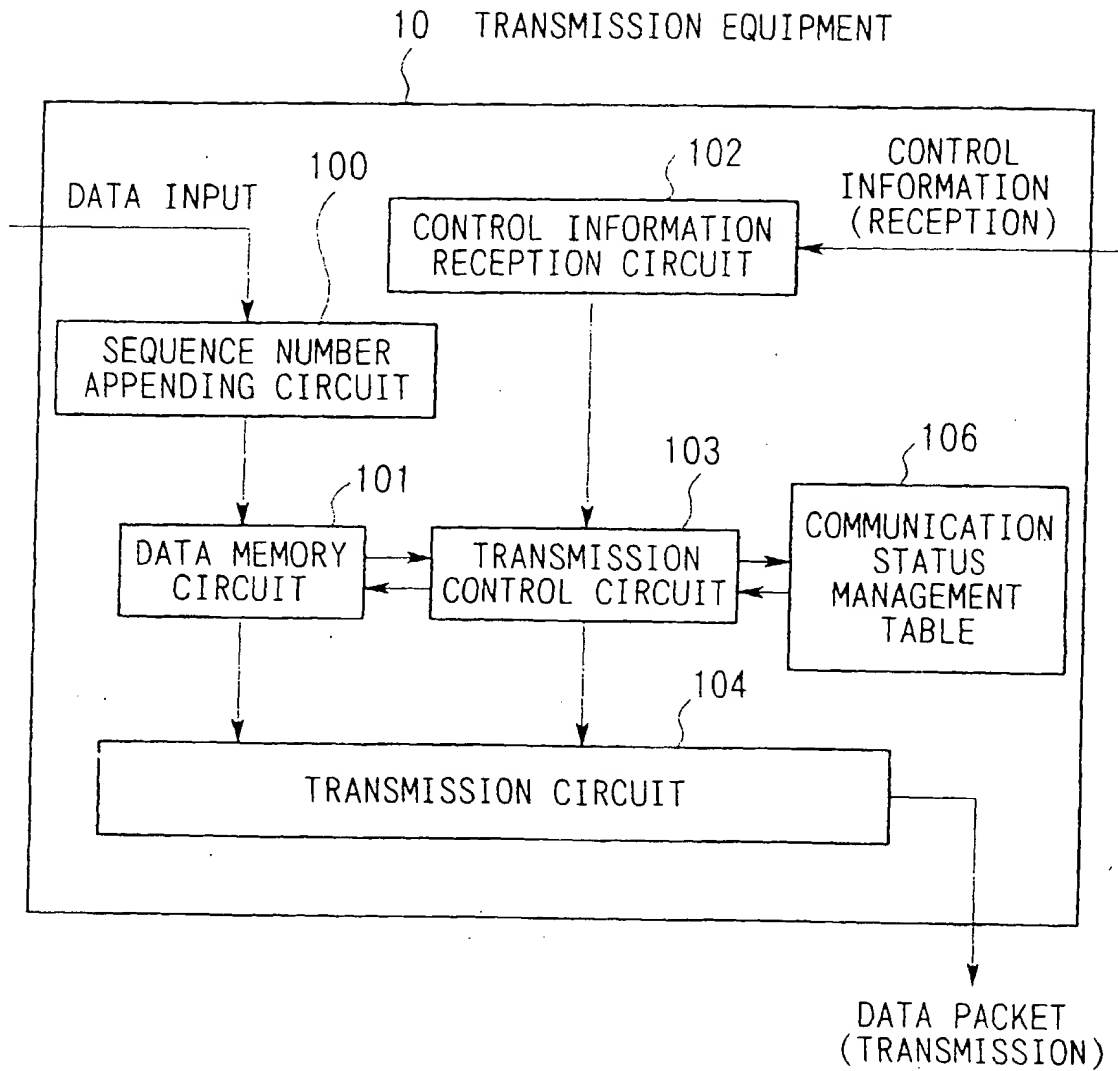 10 TRANSMISSION EQUIPMENT
102
CONTROL
INFORMATION
(RECEPTION)
100
DATA INPUT
CONTROL INFORMATION
RECEPTION CIRCUIT
SEQUENCE NUMBER
APPENDING CIRCUIT
101
103
106
DATA MEMORY
CIRCUIT
TRANSMISSION
CONTROL CIRCUIT
COMMUNICATION
STATUS
MANAGEMENT
TABLE
104
TRANSMISSION CIRCUIT
DATA PACKET
(TRANSMISSION)